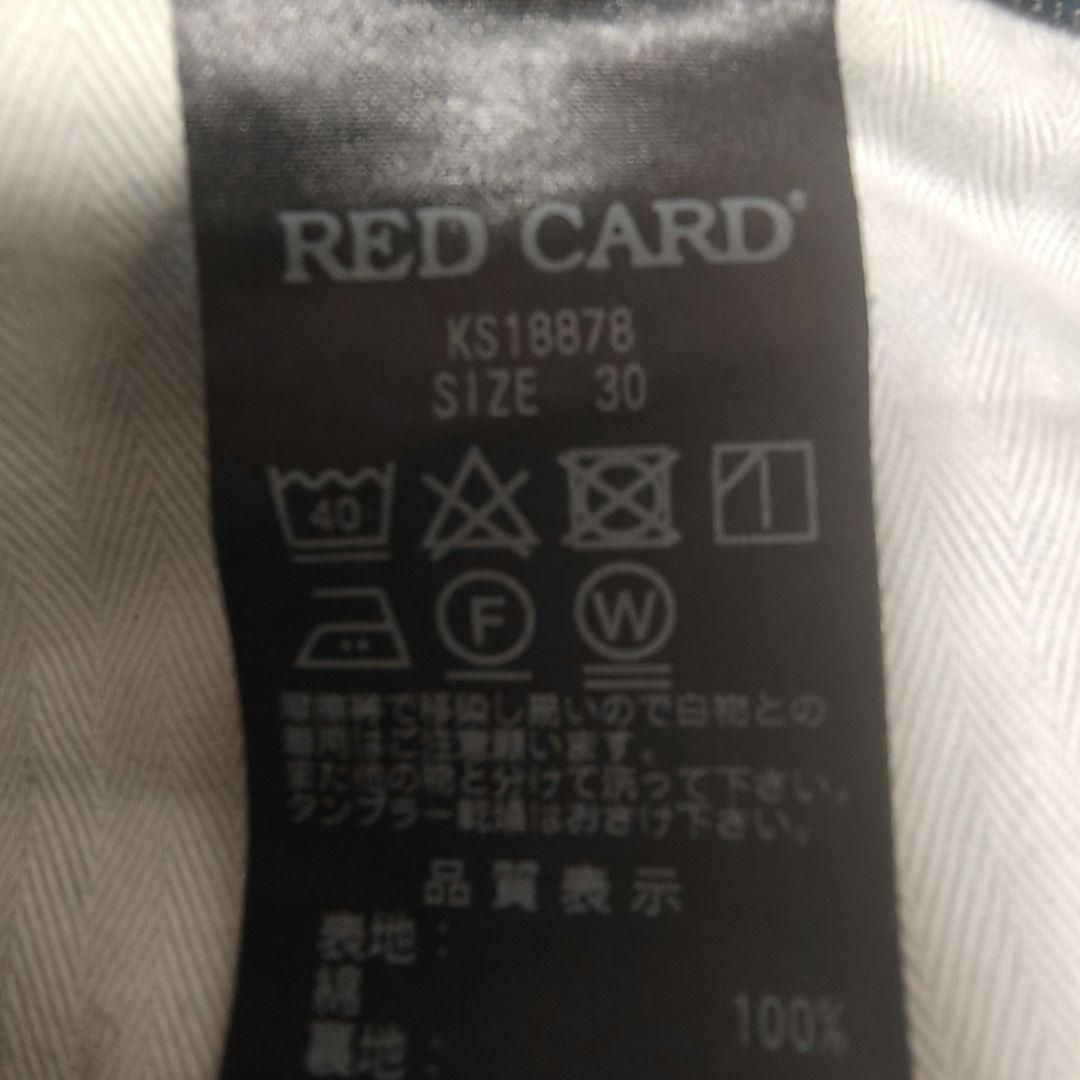 RED CARD®
KS18878
SIZE 30
40
F
W
摩擦等で移染し易いので白物との
着用はご注意願います。
また他の物と分けて洗って下さい。
タンブラー乾燥はおさけ下さい。
品質表示
表地:
綿 100%
裏地: